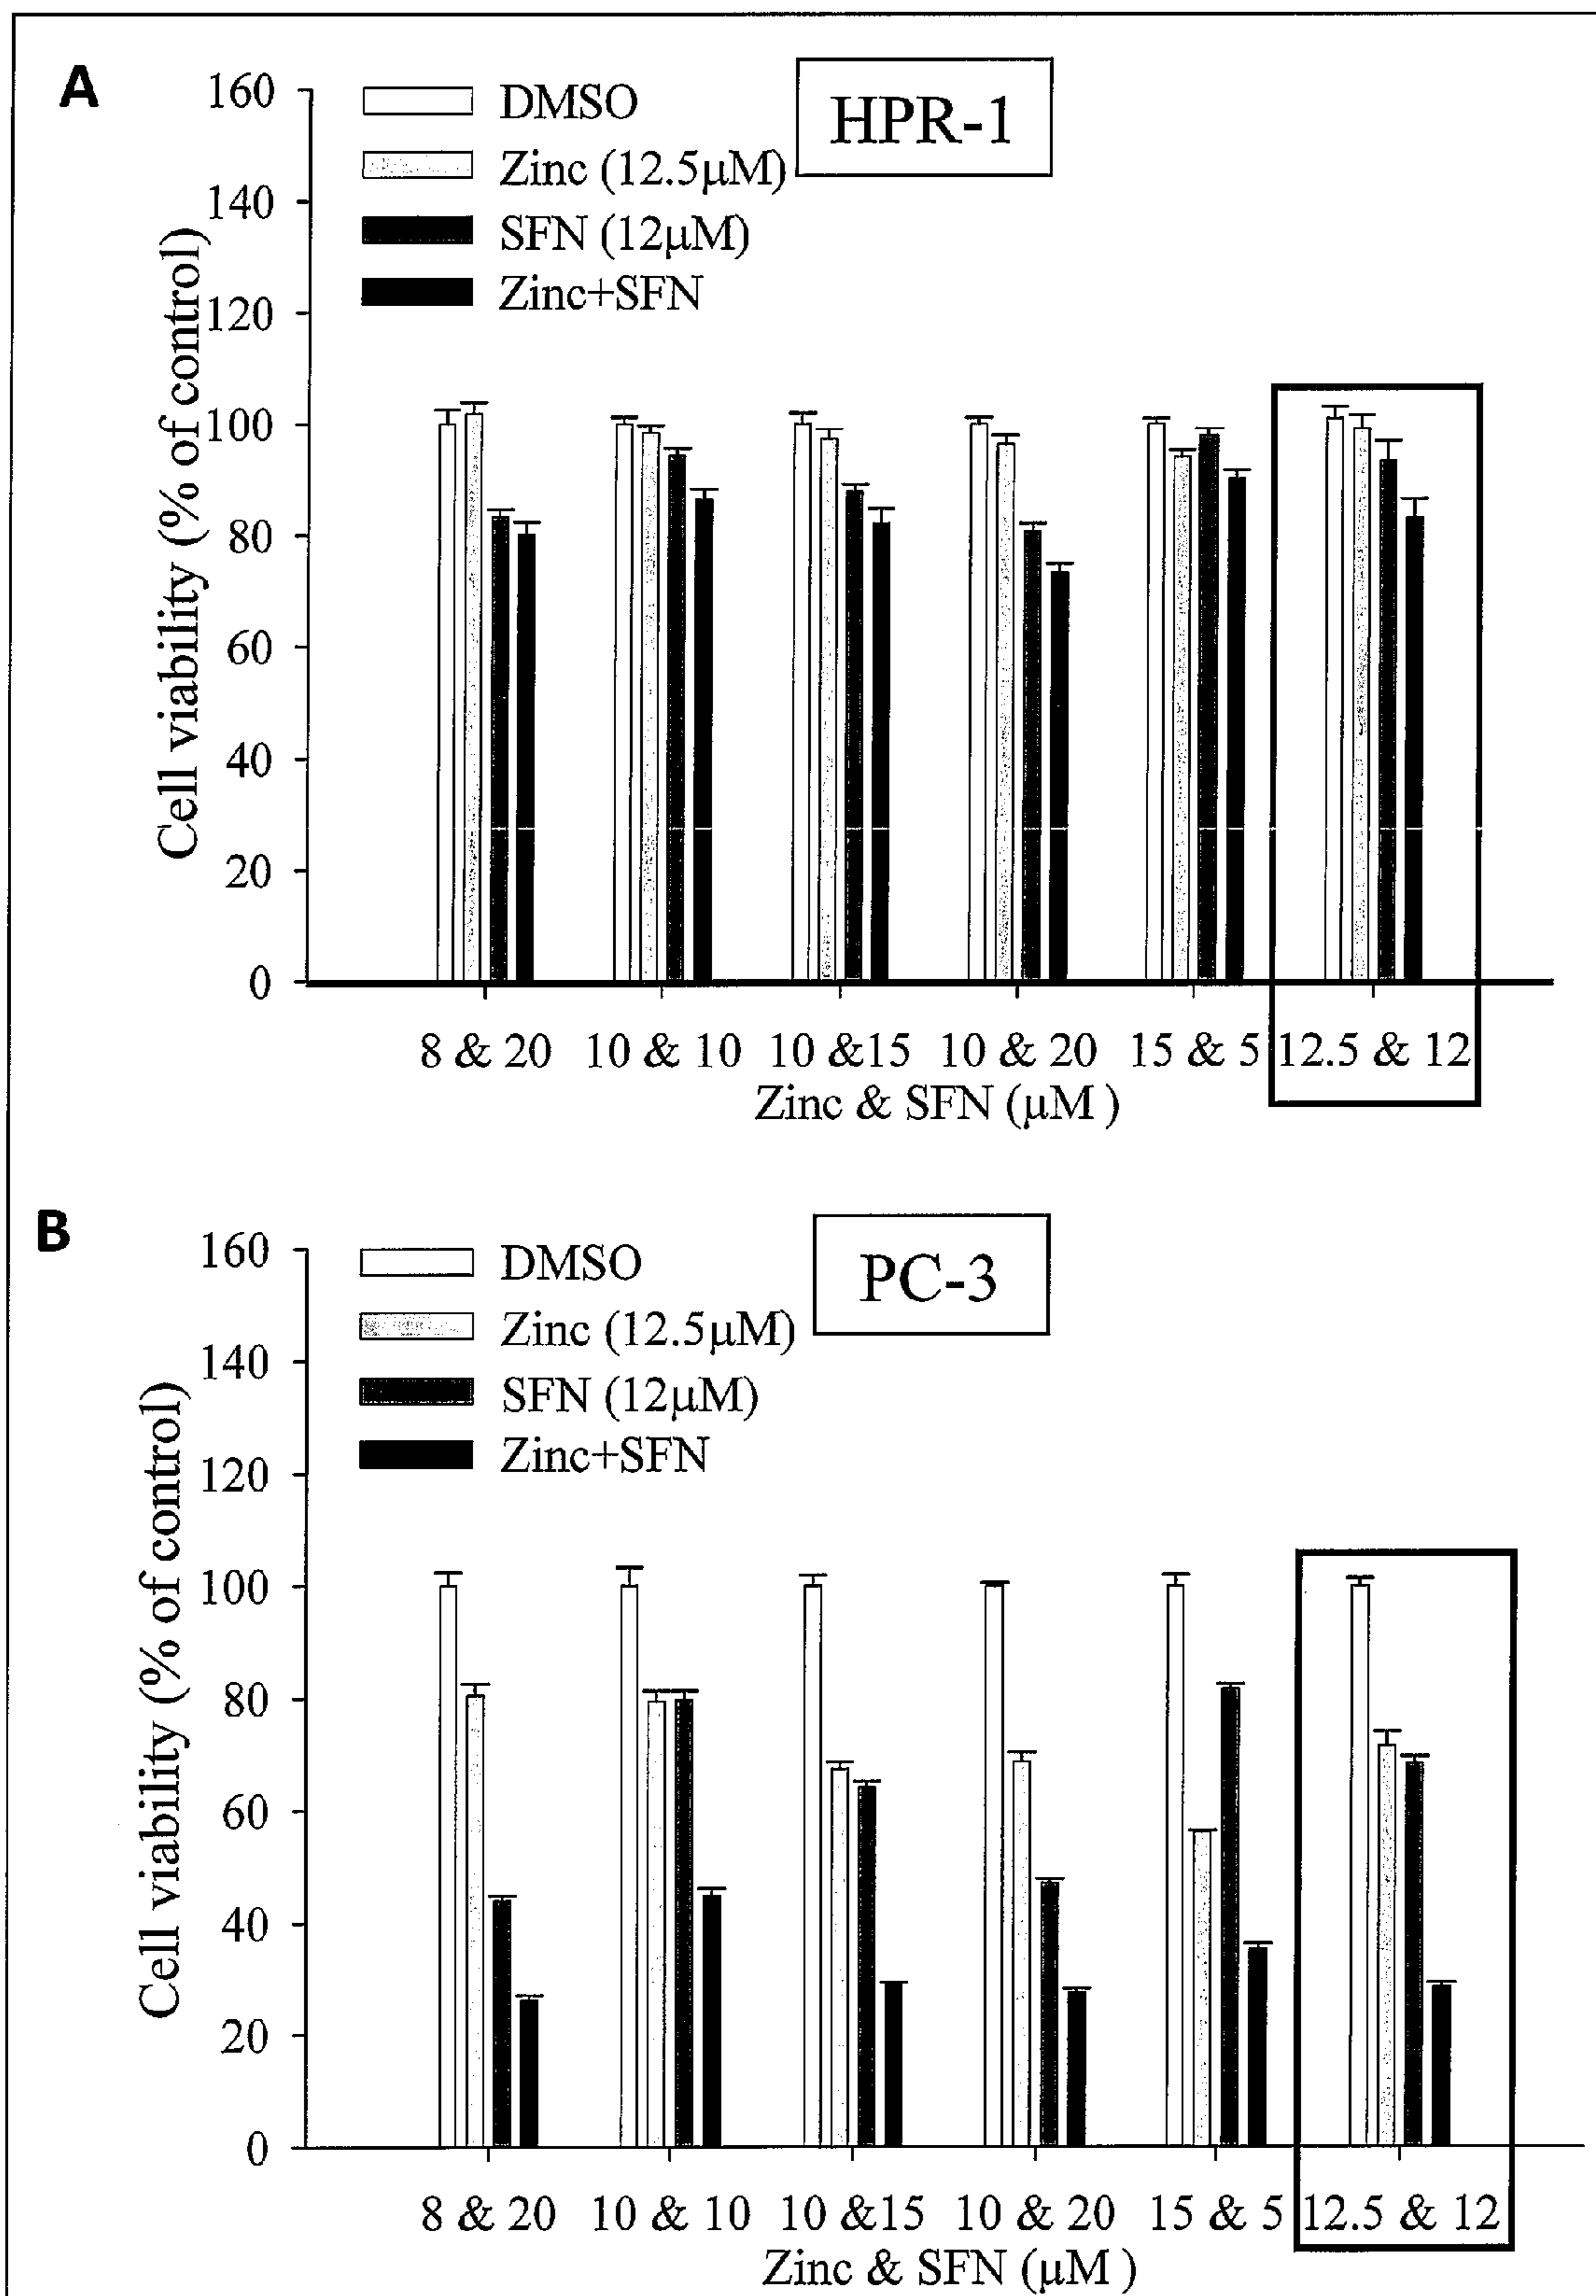 A
HPR-1
DMSO
Zinc (12.5μM)
SFN (12μM)
Zinc+SFN
Cell viability (% of control)
160
140
120
100
80
60
40
20
0
8 & 20 10 & 10 10 &15 10 & 20 15 & 5 12.5 & 12
Zinc & SFN (μM )
B
PC-3
DMSO
Zinc (12.5μM)
SFN (12μM)
Zinc+SFN
Cell viability (% of control)
160
140
120
100
80
60
40
20
0
8 & 20 10 & 10 10 &15 10 & 20 15 & 5 12.5 & 12
Zinc & SFN (μM )